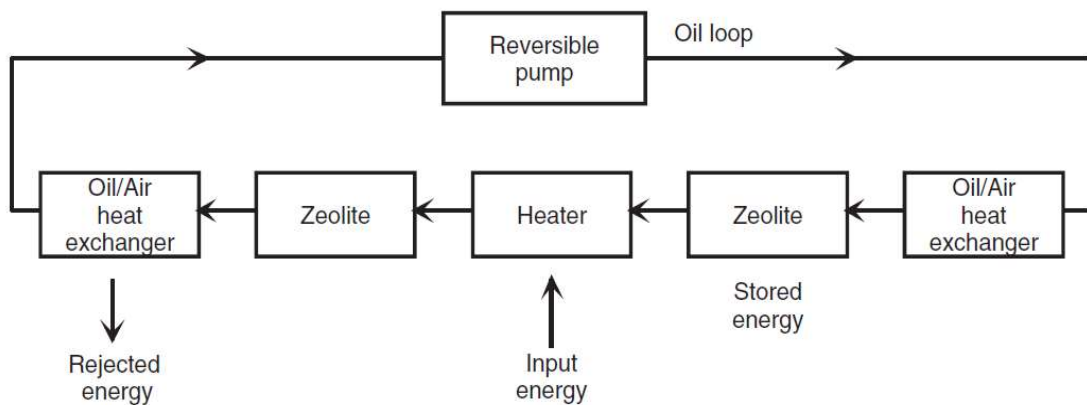 Reversible
pump
Oil loop
Oil/Air
heat
exchanger
Zeolite
Heater
Zeolite
Oil/Air
heat
exchanger
Stored
energy
Rejected
energy
Input
energy